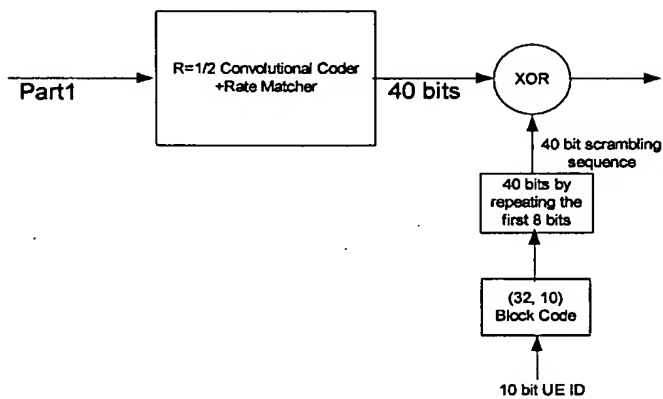 Part1
R=1/2 Convolutional Coder
+Rate Matcher
40 bits
XOR
40 bit scrambling
sequence
40 bits by
repeating the
first 8 bits
(32, 10)
Block Code
10 bit UE ID